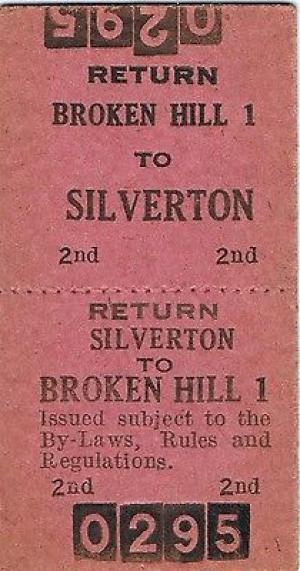 0295
RETURN
BROKEN HILL 1
TO
SILVERTON
2nd 2nd
RETURN
SILVERTON
TO
BROKEN HILL 1
Issued subject to the
By-Laws, Rules and
Regulations.
2nd 2nd
0295